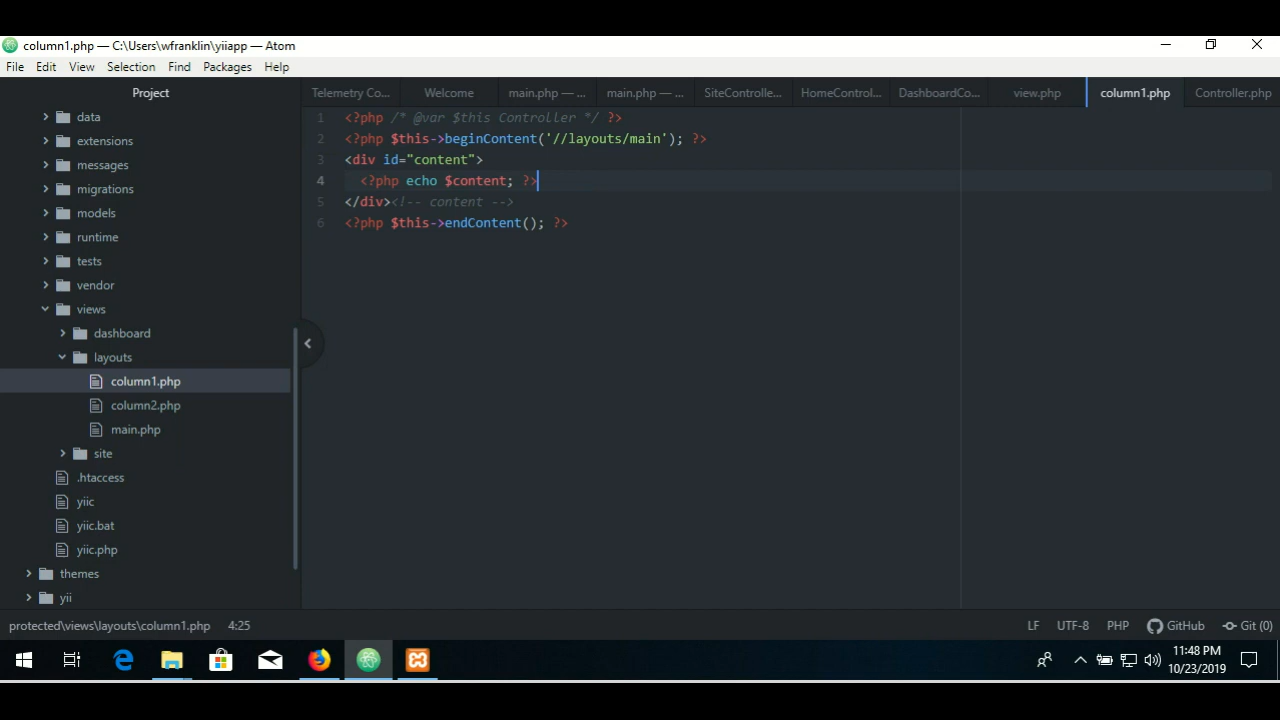 column1.php — C:\Users\wfranklin\yiiapp — Atom
File Edit View Selection Find Packages Help
Project
Telemetry Co... Welcome main.php — ... main.php — ... SiteControlle... HomeControl... DashboardCo... view.php column1.php Controller.php
data
extensions
messages
migrations
models
runtime
tests
vendor
views
dashboard
layouts
column1.php
column2.php
main.php
site
.htaccess
yiic
yiic.bat
yiic.php
themes
yii
1 <?php /* @var $this Controller */ ?>
2 <?php $this->beginContent('//layouts/main'); ?>
3 <div id="content">
4 <?php echo $content; ?>
5 </div><!-- content -->
6 <?php $this->endContent(); ?>
protected\views\layouts\column1.php 4:25 LF UTF-8 PHP GitHub Git (0)
11:48 PM
10/23/2019